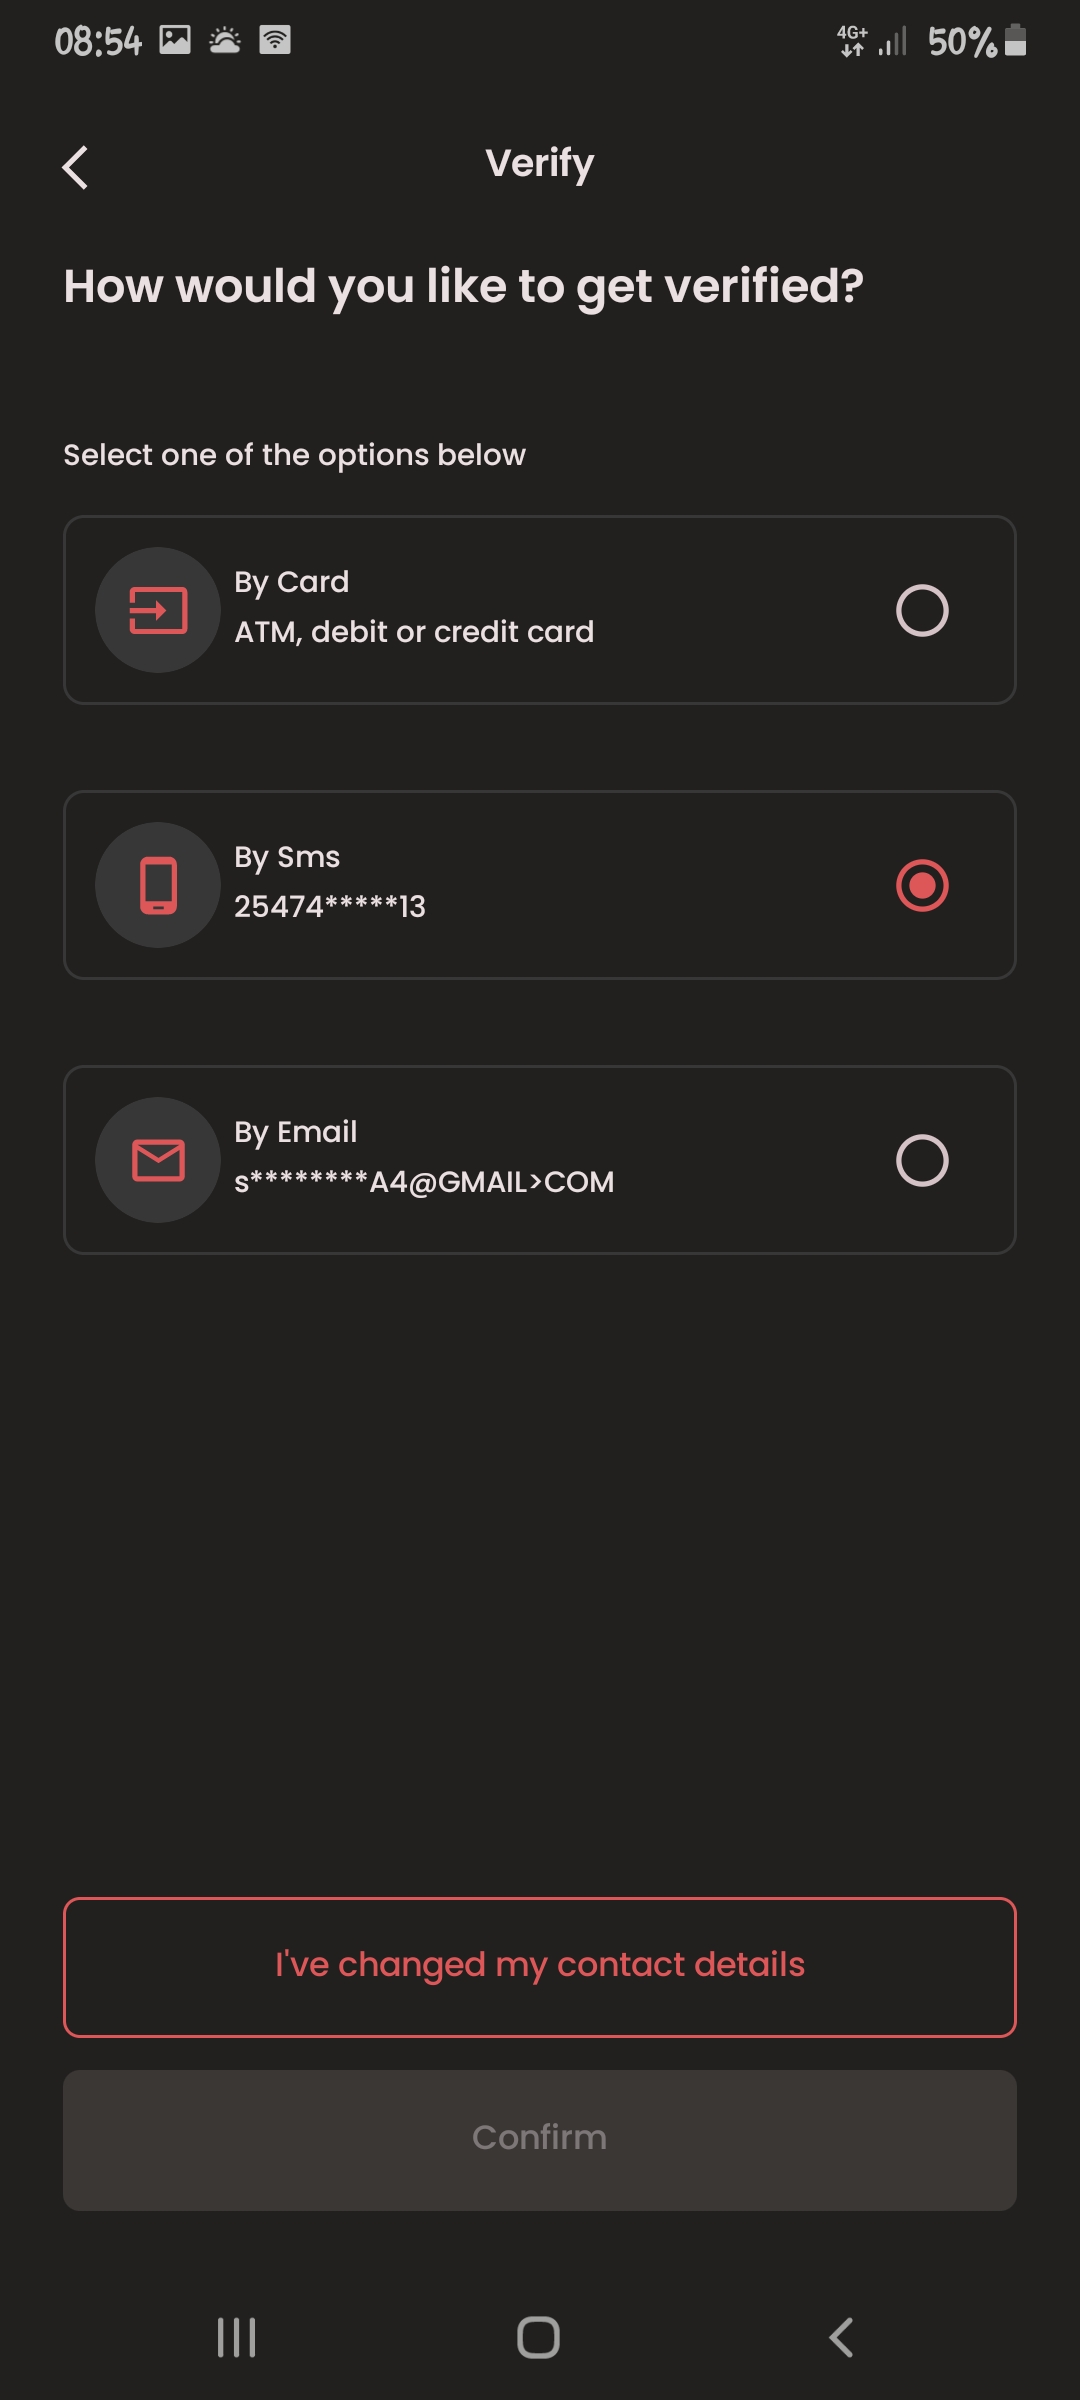 08:54
4G+
50%
Verify
How would you like to get verified?
Select one of the options below
By Card
ATM, debit or credit card
By Sms
25474*****13
By Email
s********A4@GMAIL>COM
I've changed my contact details
Confirm